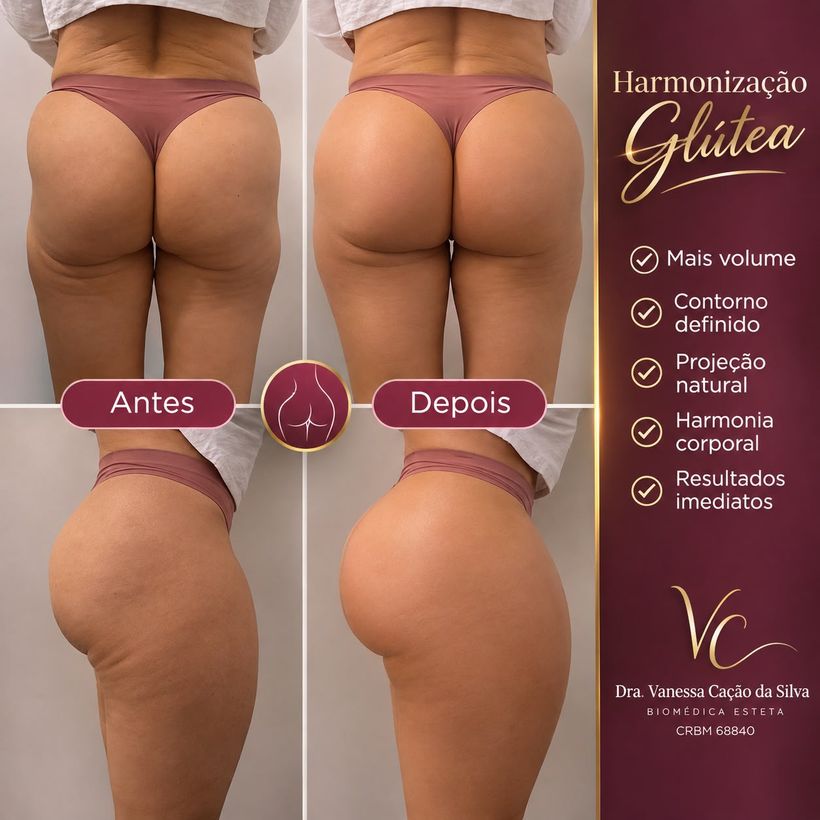 Harmonização
Glútea
Mais volume
Contorno
definido
Projeção
natural
Harmonia
corporal
Resultados
imediatos
Antes
Depois
VC
Dra. Vanessa Cação da Silva
BIOMÉDICA ESTETA
CRBM 68840